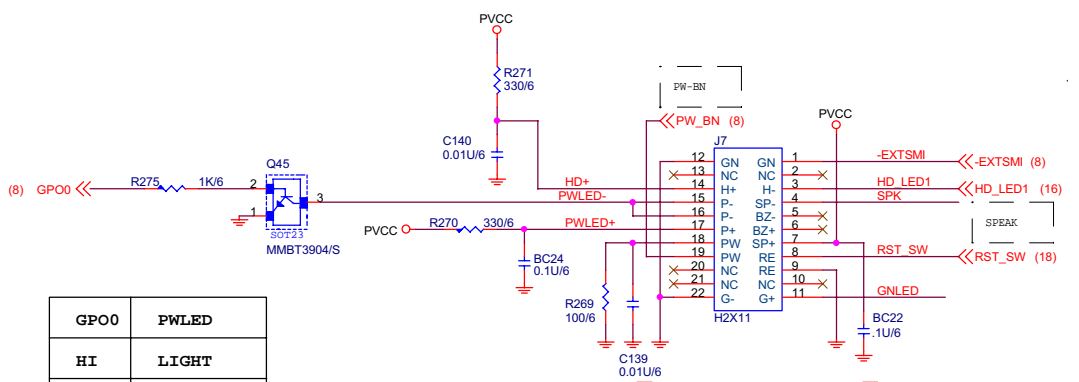 PVCC
R271
330/6
PW-BN
PVCC
PW_BN (8)
C140
0.01U/6
J7
Q45
12 GN GN 1 -EXTSMI -EXTSMI (8)
13 NC NC 2
(8) GPO0 R275 1K/6 2 3 1
14 H+ H- 3 HD+ HD_LED1 HD_LED1 (16)
15 P- SP- 4 PWLED- SPK
16 P- BZ- 5
SPEAK
SOT23
MMBT3904/S
PVCC R270 330/6 PWLED+
17 P+ BZ+ 6
18 PW SP+ 7
19 PW RE 8 RST_SW RST_SW (18)
BC24
0.1U/6
20 NC RE 9
21 NC NC 10
22 G- G+ 11 GNLED
R269
100/6
H2X11
BC22
.1U/6
C139
0.01U/6
GPO0 PWLED
HI LIGHT